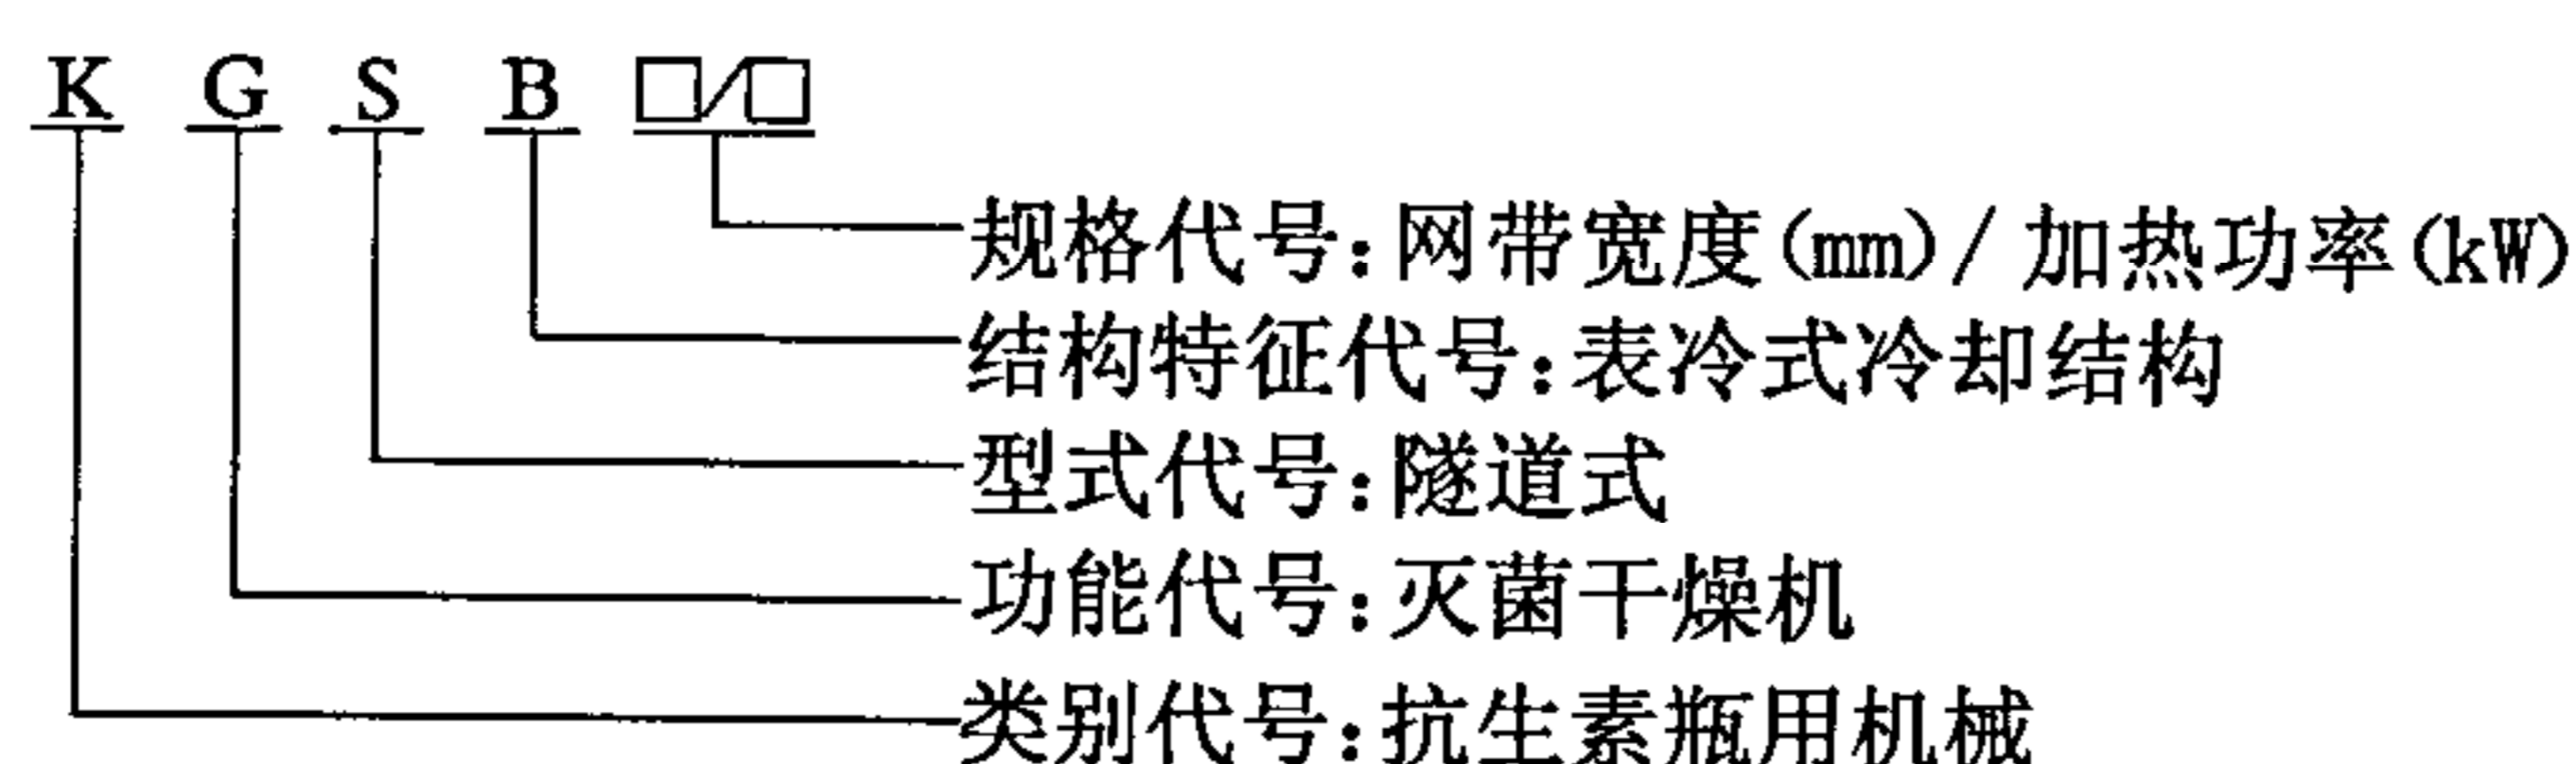 K G S B □/□
规格代号:网带宽度(mm)/加热功率(kW)
结构特征代号:表冷式冷却结构
型式代号:隧道式
功能代号:灭菌干燥机
类别代号:抗生素瓶用机械